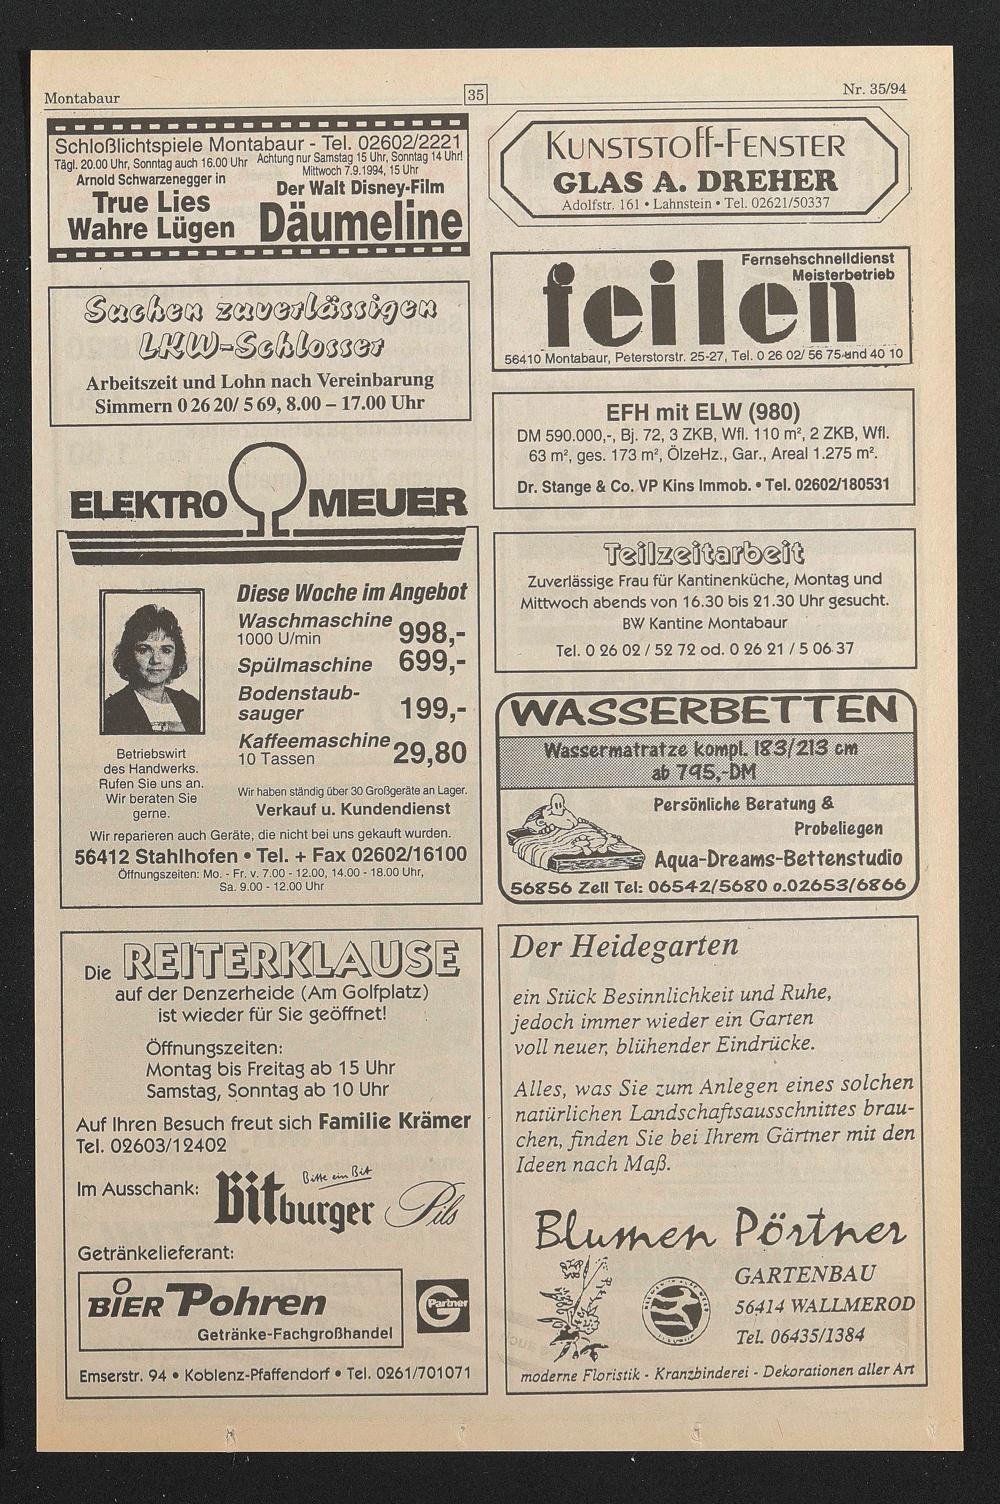 Montabaur
35
Nr. 35/94
Schloßlichtspiele Montabaur - Tel. 02602/2221
Tägl. 20.00 Uhr, Sonntag auch 16.00 Uhr
Arnold Schwarzenegger in
True Lies
Wahre Lügen
Achtung nur Samstag 15 Uhr, Sonntag 14 Uhr!
Mittwoch 7.9.1994, 15 Uhr
Der Walt Disney-Film
Däumeline
Suchen zuverlässigen
LKW-Schlosser
Arbeitszeit und Lohn nach Vereinbarung
Simmern 0 26 20/ 5 69, 8.00 – 17.00 Uhr
ELEKTRO MEUER
Diese Woche im Angebot
Waschmaschine
1000 U/min 998,-
Spülmaschine 699,-
Bodenstaub-
sauger 199,-
Kaffeemaschine
10 Tassen 29,80
Betriebswirt
des Handwerks.
Rufen Sie uns an.
Wir beraten Sie
gerne.
Wir haben ständig über 30 Großgeräte an Lager.
Verkauf u. Kundendienst
Wir reparieren auch Geräte, die nicht bei uns gekauft wurden.
56412 Stahlhofen • Tel. + Fax 02602/16100
Öffnungszeiten: Mo. - Fr. v. 7.00 - 12.00, 14.00 - 18.00 Uhr,
Sa. 9.00 - 12.00 Uhr
Die REITERKLAUSE
auf der Denzerheide (Am Golfplatz)
ist wieder für Sie geöffnet!
Öffnungszeiten:
Montag bis Freitag ab 15 Uhr
Samstag, Sonntag ab 10 Uhr
Auf Ihren Besuch freut sich Familie Krämer
Tel. 02603/12402
Im Ausschank:
Bitte ein Bit
Bitburger Pils
Getränkelieferant:
BIER Pohren
Getränke-Fachgroßhandel
Partner
Emserstr. 94 • Koblenz-Pfaffendorf • Tel. 0261/701071
KUNSTSTOFF-FENSTER
GLAS A. DREHER
Adolfstr. 161 • Lahnstein • Tel. 02621/50337
Fernsehschnelldienst
Meisterbetrieb
feilen
56410 Montabaur, Peterstorstr. 25-27, Tel. 0 26 02/ 56 75 und 40 10
EFH mit ELW (980)
DM 590.000,-, Bj. 72, 3 ZKB, Wfl. 110 m², 2 ZKB, Wfl.
63 m², ges. 173 m², ÖlzeHz., Gar., Areal 1.275 m².
Dr. Stange & Co. VP Kins Immob. • Tel. 02602/180531
Teilzeitarbeit
Zuverlässige Frau für Kantinenküche, Montag und
Mittwoch abends von 16.30 bis 21.30 Uhr gesucht.
BW Kantine Montabaur
Tel. 0 26 02 / 52 72 od. 0 26 21 / 5 06 37
WASSERBETTEN
Wassermatratze kompl. 183/213 cm
ab 795,-DM
Persönliche Beratung &
Probeliegen
Aqua-Dreams-Bettenstudio
56856 Zell Tel: 06542/5680 o.02653/6866
Der Heidegarten
ein Stück Besinnlichkeit und Ruhe,
jedoch immer wieder ein Garten
voll neuer, blühender Eindrücke.
Alles, was Sie zum Anlegen eines solchen
natürlichen Landschaftsausschnittes brau-
chen, finden Sie bei Ihrem Gärtner mit den
Ideen nach Maß.
Blumen Pörtner
GARTENBAU
56414 WALLMEROD
Tel. 06435/1384
moderne Floristik - Kranzbinderei - Dekorationen aller Art